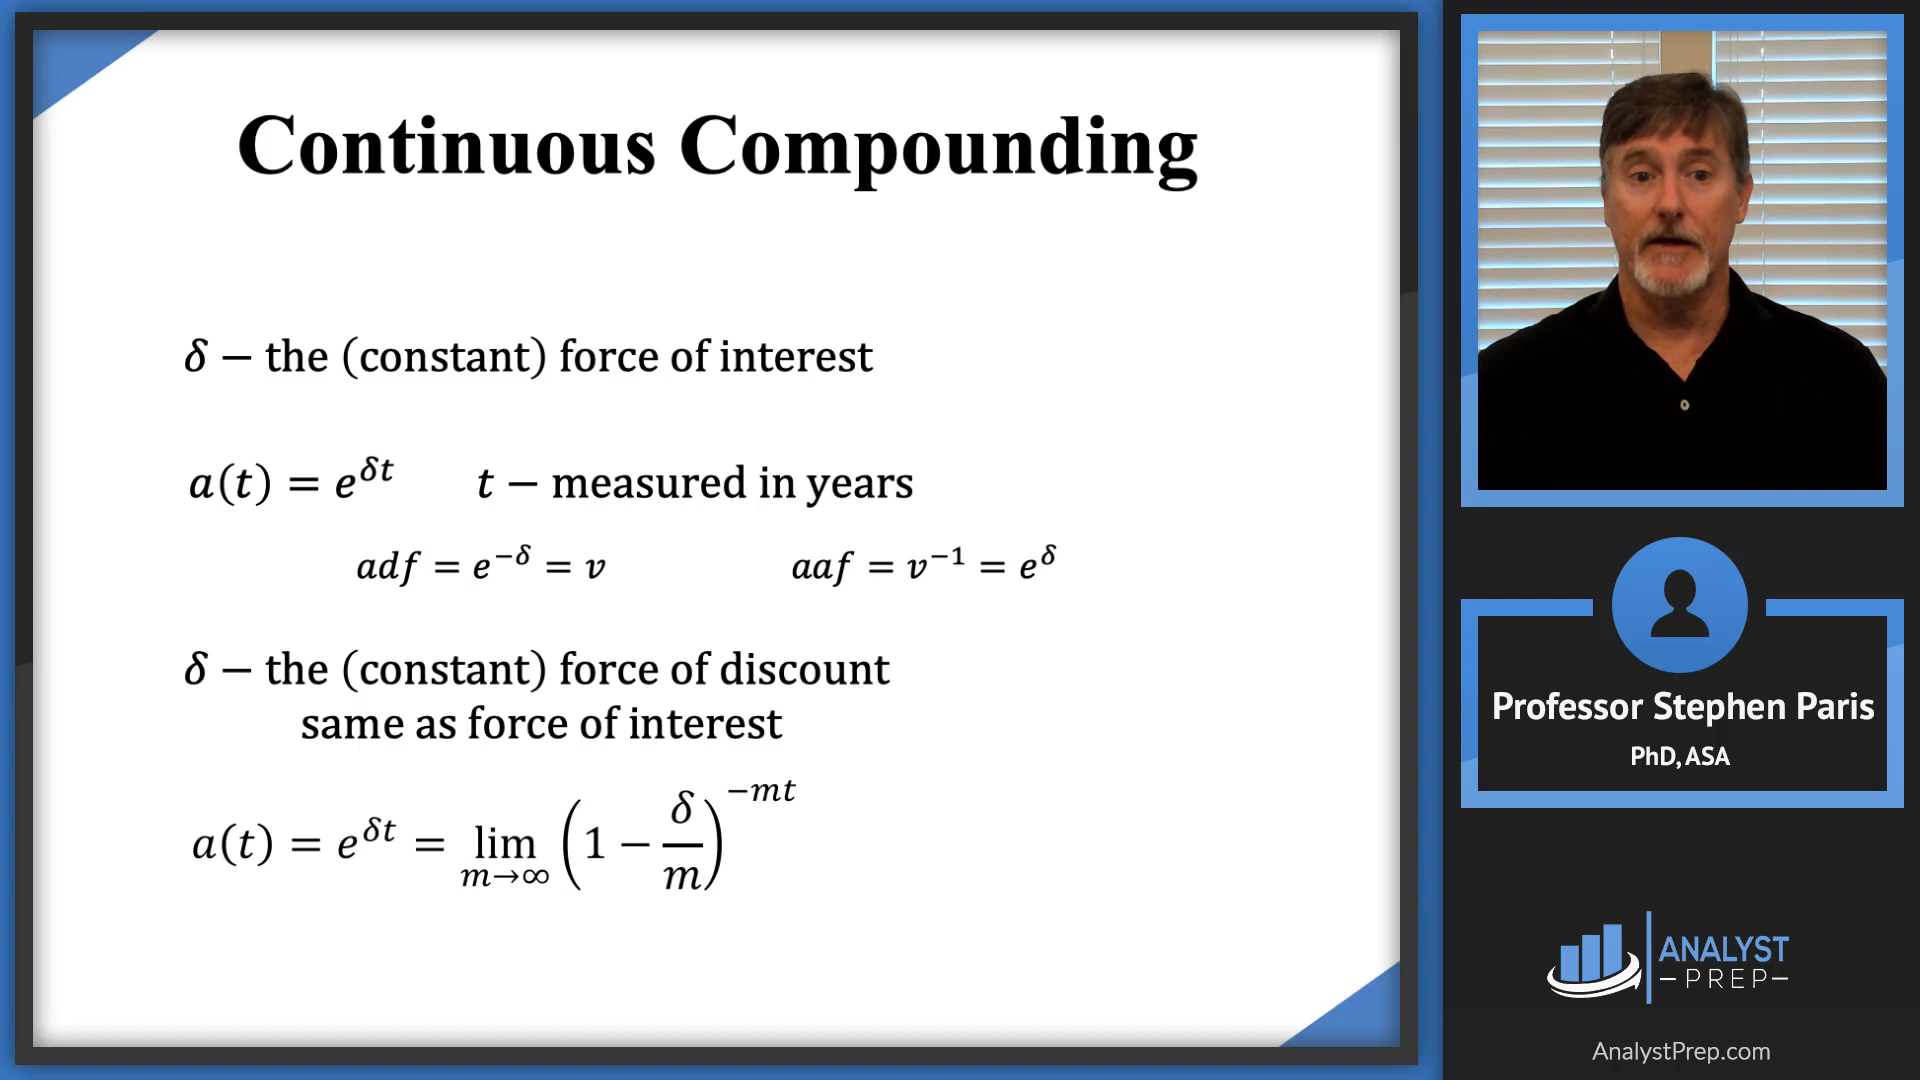 Continuous Compounding
δ − the (constant) force of interest
a(t) = e^{δt} t − measured in years
adf = e^{−δ} = v aaf = v^{−1} = e^{δ}
δ − the (constant) force of discount
same as force of interest
a(t) = e^{δt} = lim_{m→∞} (1 − δ/m)^{−mt}
Professor Stephen Paris
PhD, ASA
ANALYST
PREP
AnalystPrep.com